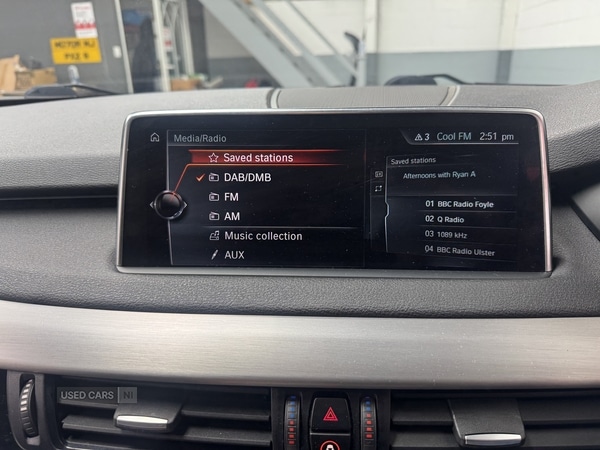 MOTOR NI
Media/Radio
3 Cool FM 2:51 pm
Saved stations
DAB/DMB
FM
AM
Music collection
AUX
Saved stations
Afternoons with Ryan A
01 BBC Radio Foyle
02 Q Radio
03 1089 kHz
04 BBC Radio Ulster
USED CARS NI